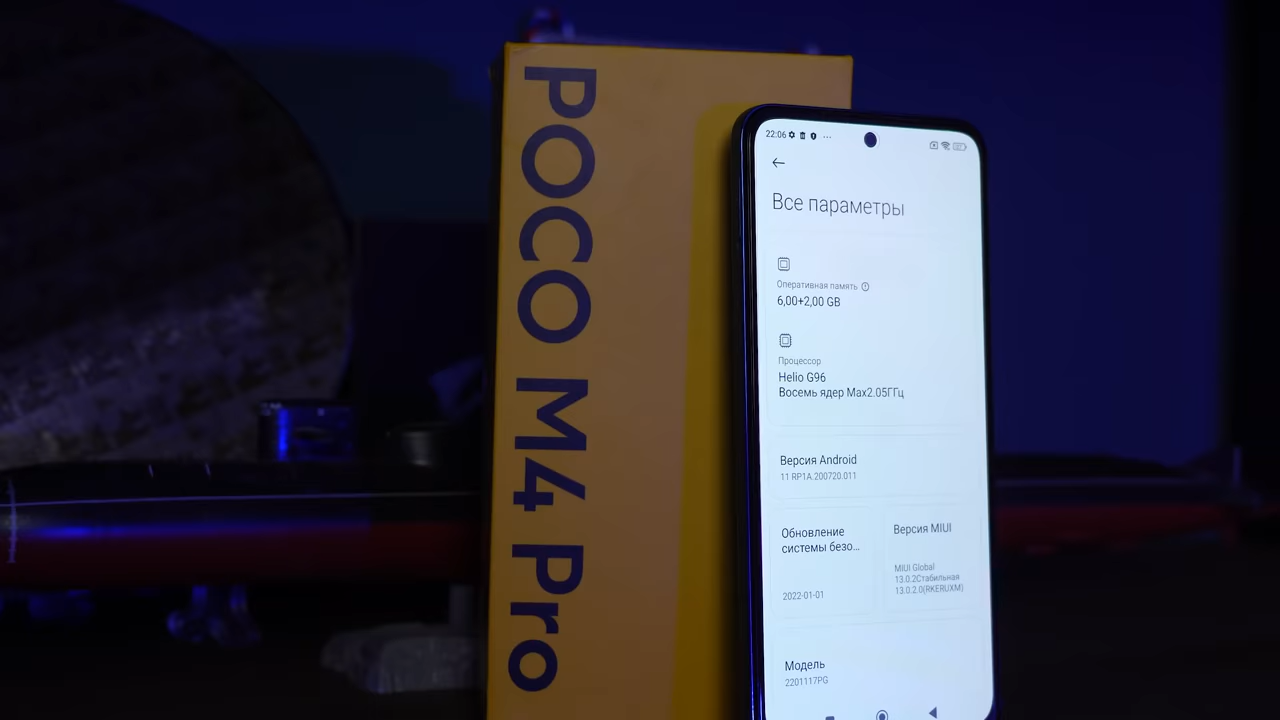 POCO M4 Pro
22:06
Все параметры
Оперативная память
6,00+2,00 GB
Процессор
Helio G96
Восемь ядер Max2.05ГГц
Версия Android
11 RP1A.200720.011
Обновление
системы безо...
2022-01-01
Версия MIUI
MIUI Global
13.0.2Стабильная
13.0.2.0(RKERUXM)
Модель
2201117PG